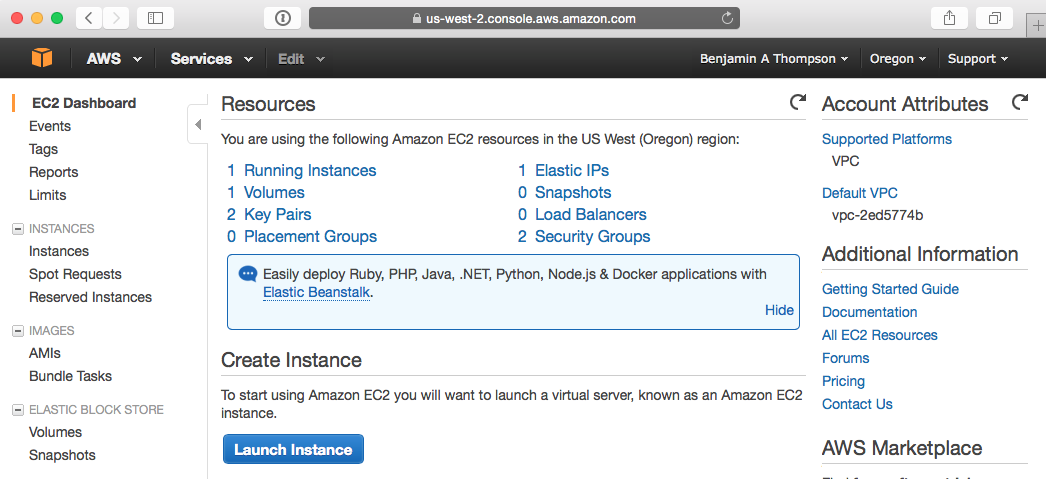 us-west-2.console.aws.amazon.com
AWS Services Edit Benjamin A Thompson Oregon Support
EC2 Dashboard
Events
Tags
Reports
Limits
INSTANCES
Instances
Spot Requests
Reserved Instances
IMAGES
AMIs
Bundle Tasks
ELASTIC BLOCK STORE
Volumes
Snapshots
Resources
You are using the following Amazon EC2 resources in the US West (Oregon) region:
1 Running Instances
1 Elastic IPs
1 Volumes
0 Snapshots
2 Key Pairs
0 Load Balancers
0 Placement Groups
2 Security Groups
Easily deploy Ruby, PHP, Java, .NET, Python, Node.js & Docker applications with
Elastic Beanstalk.
Hide
Create Instance
To start using Amazon EC2 you will want to launch a virtual server, known as an Amazon EC2
instance.
Launch Instance
Account Attributes
Supported Platforms
VPC
Default VPC
vpc-2ed5774b
Additional Information
Getting Started Guide
Documentation
All EC2 Resources
Forums
Pricing
Contact Us
AWS Marketplace